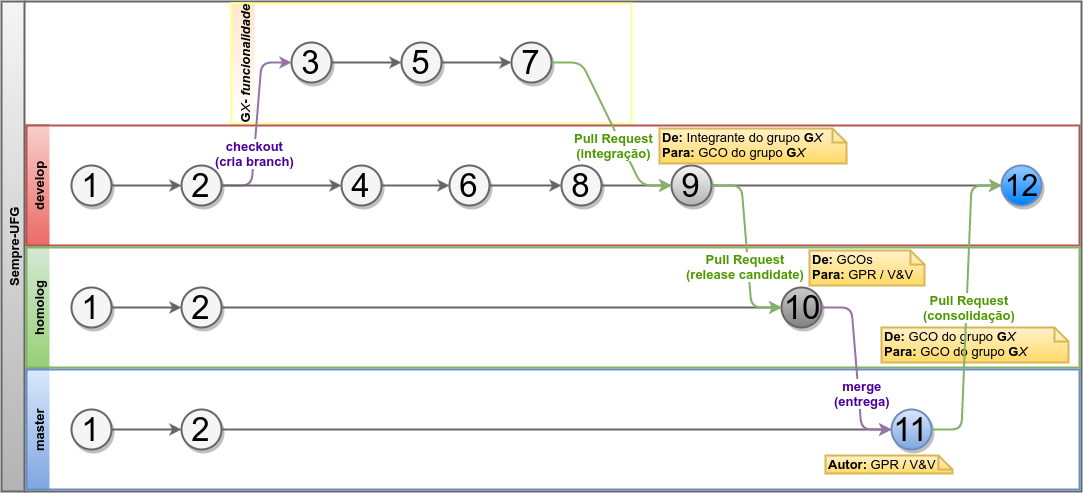 Sempre-UFG
GX- funcionalidade
3
5
7
checkout
(cria branch)
Pull Request
(integração)
De: Integrante do grupo GX
Para: GCO do grupo GX
develop
1
2
4
6
8
9
12
Pull Request
(release candidate)
De: GCOs
Para: GPR / V&V
homolog
1
2
10
Pull Request
(consolidação)
De: GCO do grupo GX
Para: GCO do grupo GX
merge
(entrega)
master
1
2
11
Autor: GPR / V&V